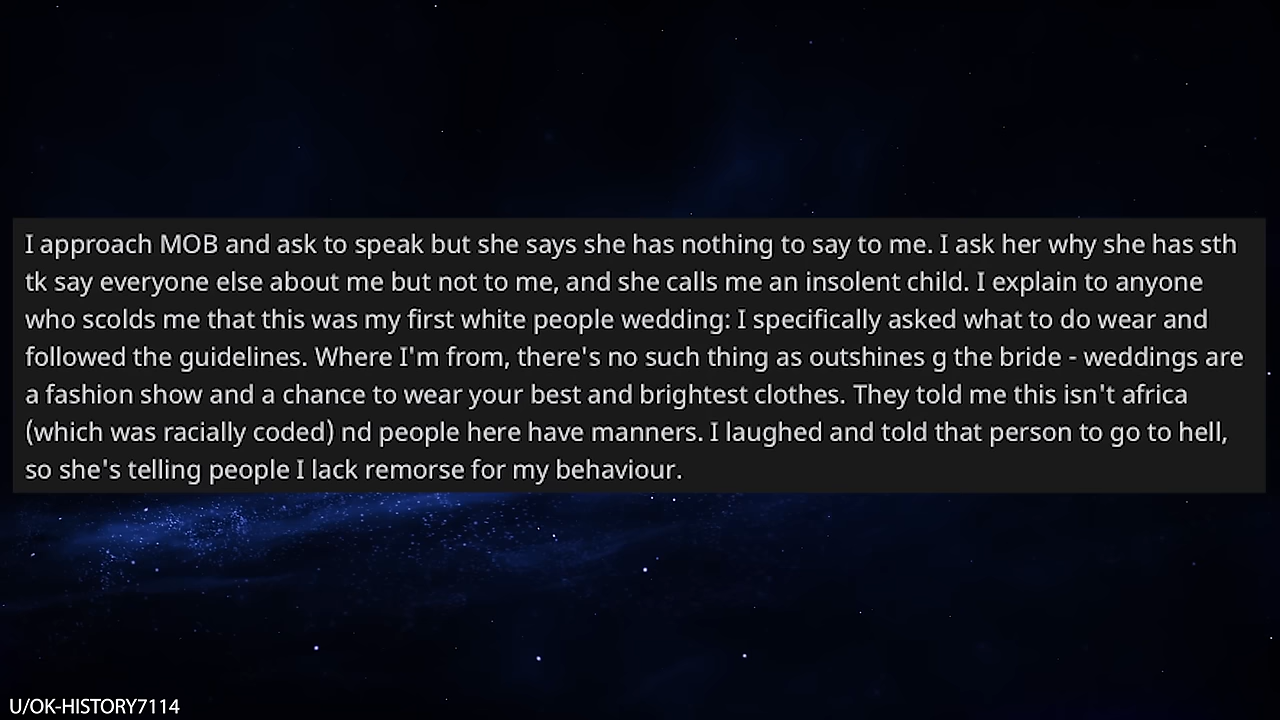 I approach MOB and ask to speak but she says she has nothing to say to me. I ask her why she has sth
tk say everyone else about me but not to me, and she calls me an insolent child. I explain to anyone
who scolds me that this was my first white people wedding: I specifically asked what to do wear and
followed the guidelines. Where I'm from, there's no such thing as outshines g the bride - weddings are
a fashion show and a chance to wear your best and brightest clothes. They told me this isn't africa
(which was racially coded) nd people here have manners. I laughed and told that person to go to hell,
so she's telling people I lack remorse for my behaviour.
U/OK-HISTORY7114